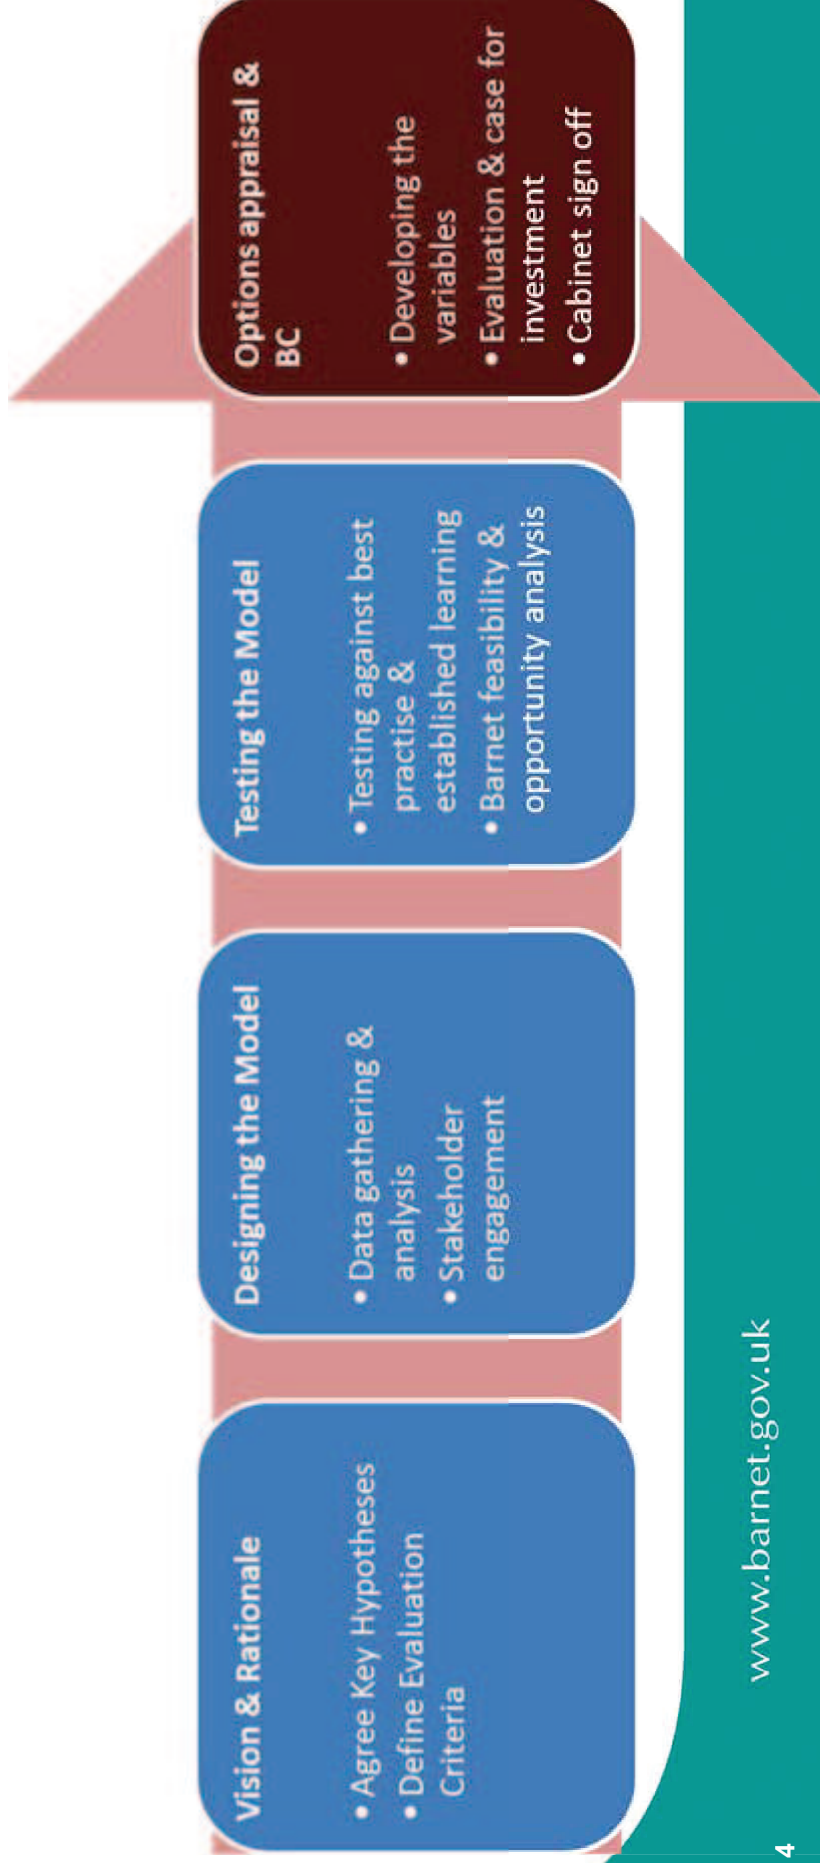 Vision & Rationale
• Agree Key Hypotheses
• Define Evaluation
Criteria
Designing the Model
• Data gathering &
analysis
• Stakeholder
engagement
Testing the Model
• Testing against best
practise &
established learning
• Barnet feasibility &
opportunity analysis
Options appraisal &
BC
• Developing the
variables
• Evaluation & case for
investment
• Cabinet sign off
www.barnet.gov.uk
4